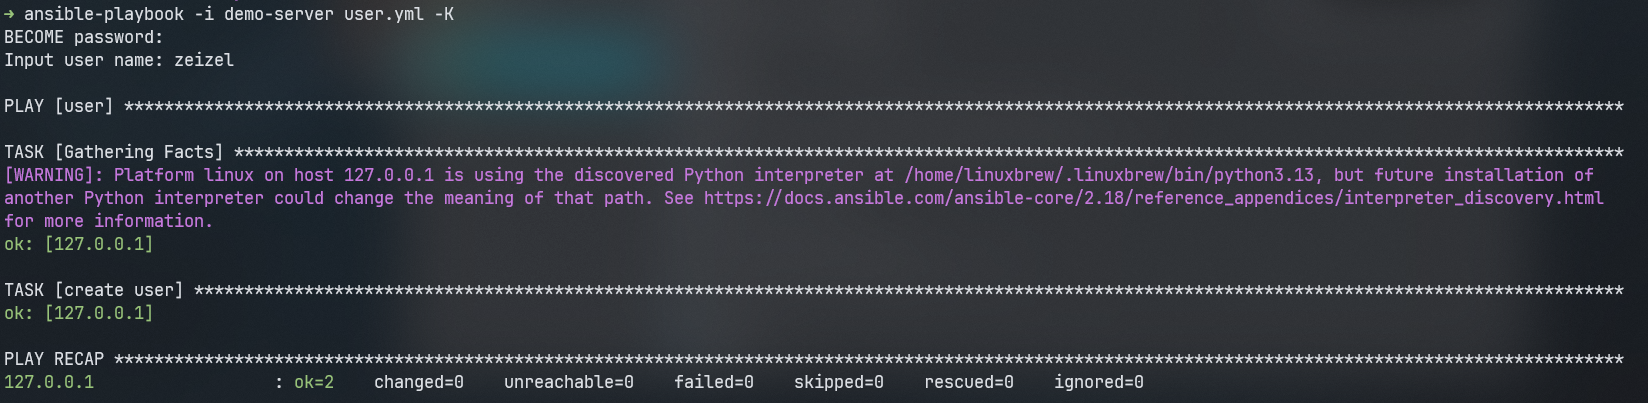 ➜ ansible-playbook -i demo-server user.yml -K
BECOME password:
Input user name: zeizel
PLAY [user] ******************************************************************************************************************************************************
TASK [Gathering Facts] *******************************************************************************************************************************************
[WARNING]: Platform linux on host 127.0.0.1 is using the discovered Python interpreter at /home/linuxbrew/.linuxbrew/bin/python3.13, but future installation of
another Python interpreter could change the meaning of that path. See https://docs.ansible.com/ansible-core/2.18/reference_appendices/interpreter_discovery.html
for more information.
ok: [127.0.0.1]
TASK [create user] ***********************************************************************************************************************************************
ok: [127.0.0.1]
PLAY RECAP *******************************************************************************************************************************************************
127.0.0.1                  : ok=2    changed=0    unreachable=0    failed=0    skipped=0    rescued=0    ignored=0